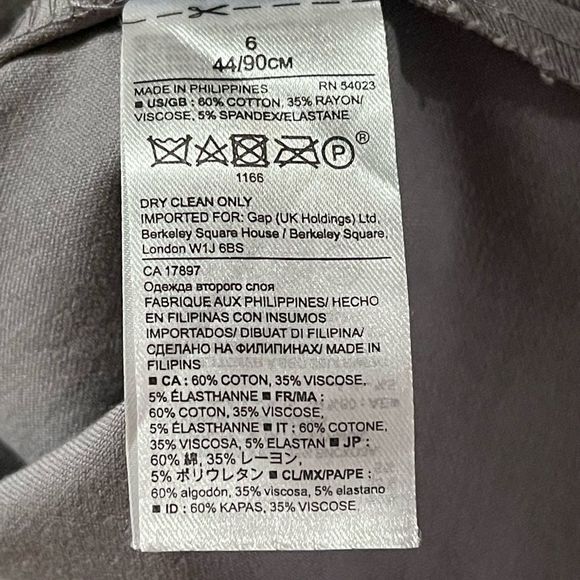 6
44/90CM
MADE IN PHILIPPINES RN 54023
■ US/GB : 60% COTTON, 35% RAYON/
VISCOSE, 5% SPANDEX/ELASTANE
P®
1166
DRY CLEAN ONLY
IMPORTED FOR: Gap (UK Holdings) Ltd,
Berkeley Square House / Berkeley Square,
London W1J 6BS
CA 17897
Одежда второго слоя
FABRIQUE AUX PHILIPPINES/ HECHO
EN FILIPINAS CON INSUMOS
IMPORTADOS/ DIBUAT DI FILIPINA/
СДЕЛАНО НА ФИЛИПИНАХ/ MADE IN
FILIPINS
■ CA : 60% COTON, 35% VISCOSE,
5% ÉLASTHANNE ■ FR/MA :
60% COTON, 35% VISCOSE,
5% ÉLASTHANNE ■ IT : 60% COTONE,
35% VISCOSA, 5% ELASTAN ■ JP :
60% 綿, 35% レーヨン,
5% ポリウレタン ■ CL/MX/PA/PE :
60% algodón, 35% viscosa, 5% elastano
■ ID : 60% KAPAS, 35% VISCOSE,